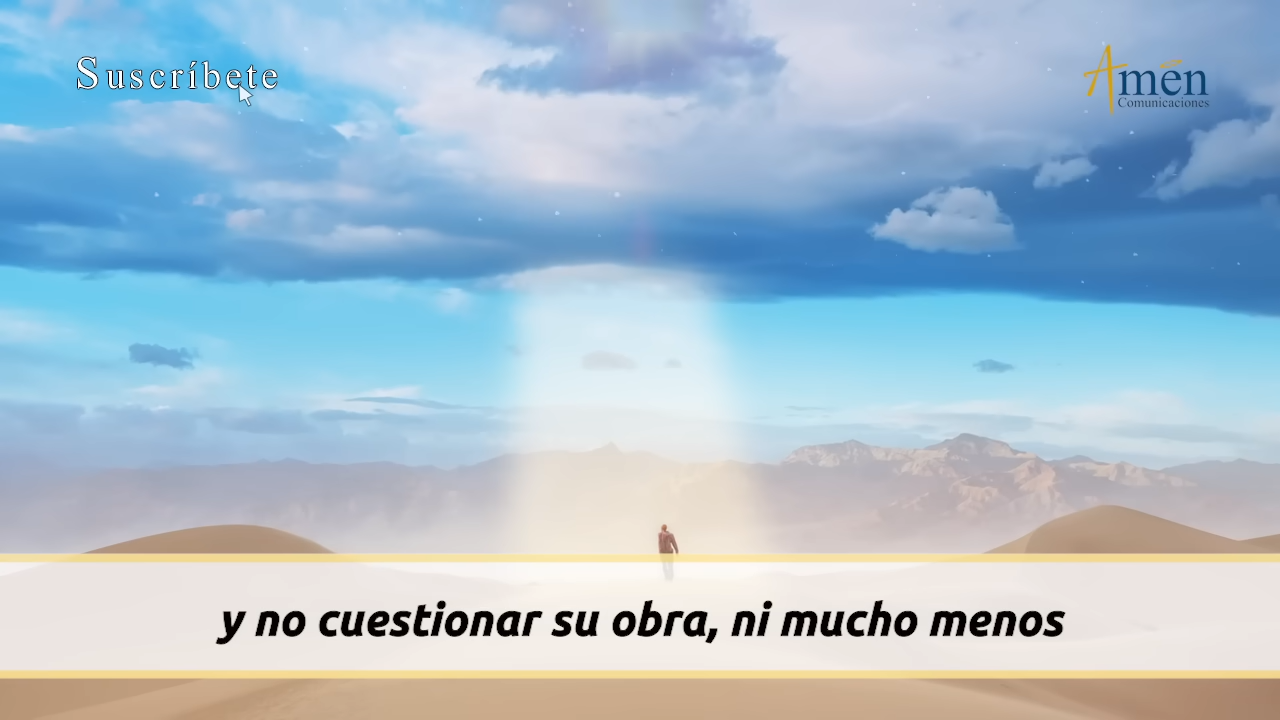 Suscríbete
Amén
Comunicaciones
y no cuestionar su obra, ni mucho menos